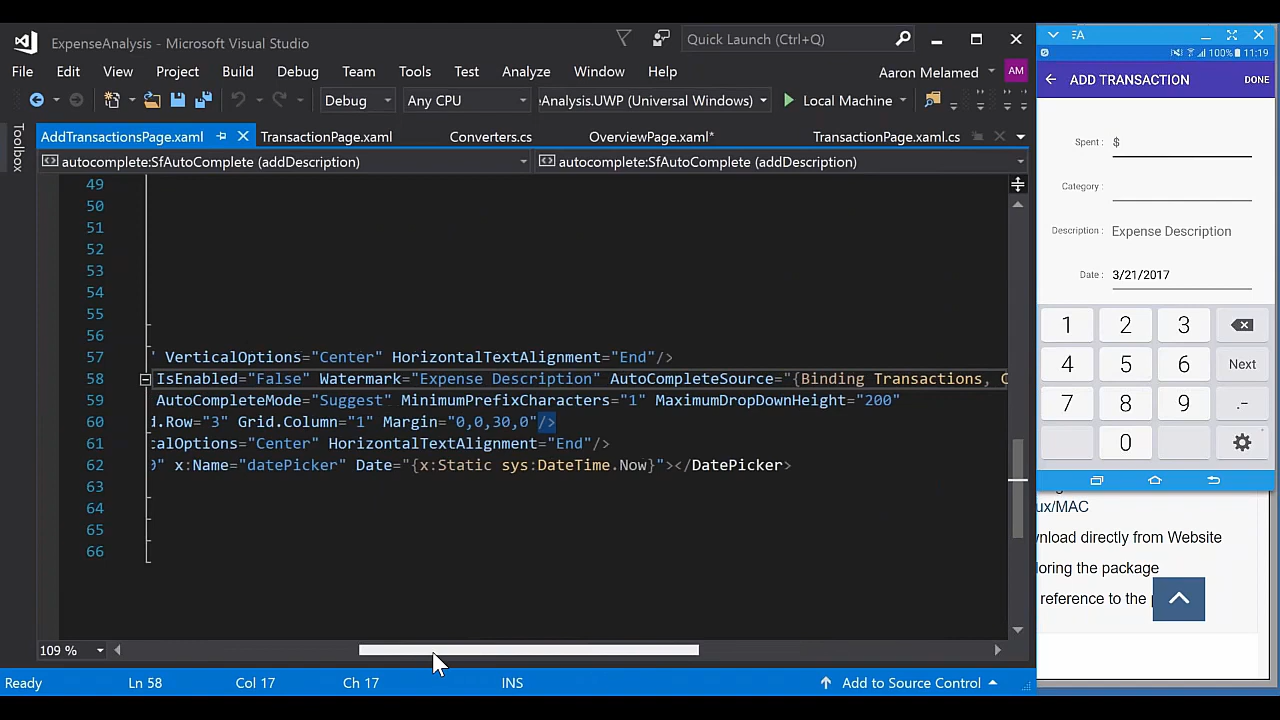 ExpenseAnalysis - Microsoft Visual Studio
Quick Launch (Ctrl+Q)
File Edit View Project Build Debug Team Tools Test Analyze Window Help
Aaron Melamed
AM
Debug
Any CPU
Analysis.UWP (Universal Windows)
Local Machine
Toolbox
AddTransactionsPage.xaml
TransactionPage.xaml
Converters.cs
OverviewPage.xaml*
TransactionPage.xaml.cs
autocomplete:SfAutoComplete (addDescription)
autocomplete:SfAutoComplete (addDescription)
49
50
51
52
53
54
55
56
57 " VerticalOptions="Center" HorizontalTextAlignment="End"/>
58 IsEnabled="False" Watermark="Expense Description" AutoCompleteSource="{Binding Transactions, C
59 AutoCompleteMode="Suggest" MinimumPrefixCharacters="1" MaximumDropDownHeight="200"
60 d.Row="3" Grid.Column="1" Margin="0,0,30,0"/>
61 calOptions="Center" HorizontalTextAlignment="End"/>
62 0" x:Name="datePicker" Date="{x:Static sys:DateTime.Now}"></DatePicker>
63
64
65
66
109 %
Ready
Ln 58
Col 17
Ch 17
INS
Add to Source Control
100% 11:19
ADD TRANSACTION
DONE
Spent : $
Category :
Description : Expense Description
Date : 3/21/2017
1 2 3
4 5 6 Next
7 8 9 .-
0
ux/MAC
wnload directly from Website
loring the package
reference to the p